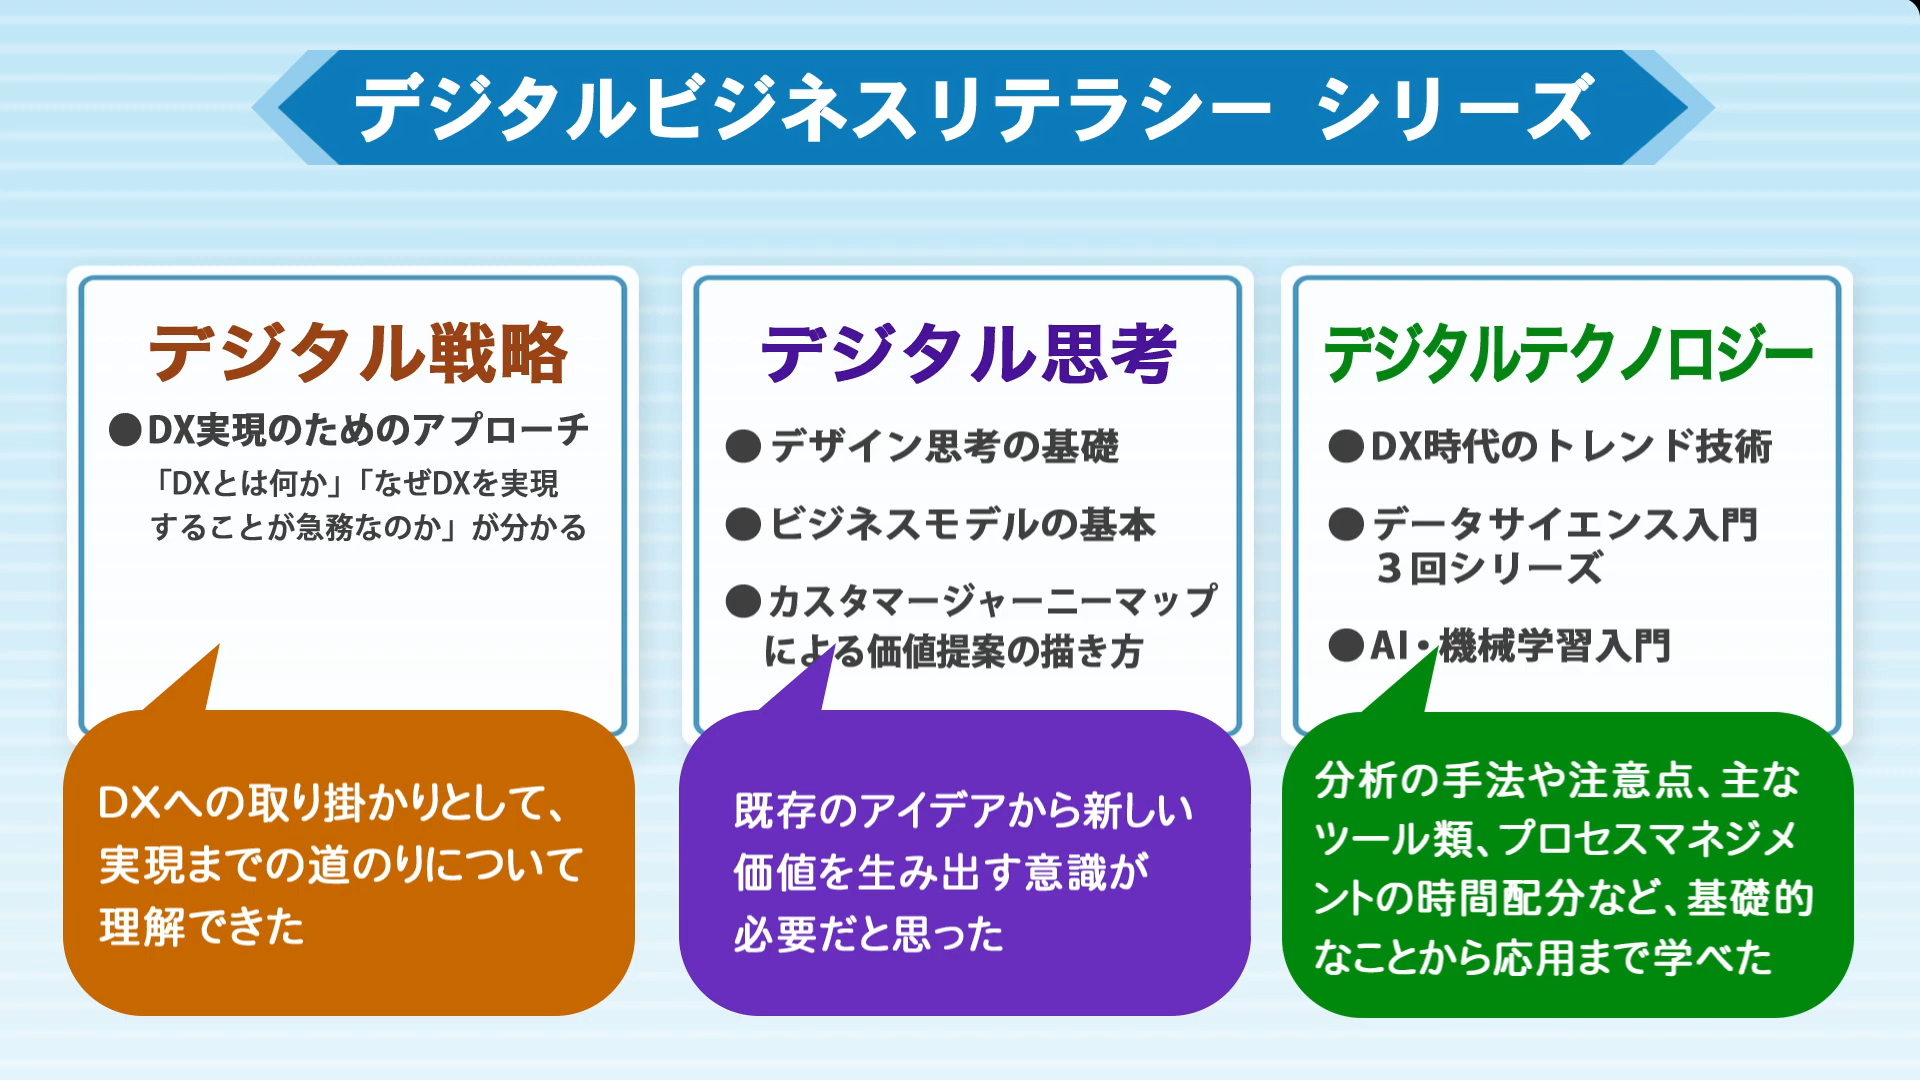 デジタルビジネスリテラシー シリーズ
デジタル戦略
●DX実現のためのアプローチ
「DXとは何か」「なぜDXを実現
することが急務なのか」が分かる
DXへの取り掛かりとして、
実現までの道のりについて
理解できた
デジタル思考
● デザイン思考の基礎
● ビジネスモデルの基本
● カスタマージャーニーマップ
による価値提案の描き方
既存のアイデアから新しい
価値を生み出す意識が
必要だと思った
デジタルテクノロジー
● DX時代のトレンド技術
● データサイエンス入門
３回シリーズ
● AI・機械学習入門
分析の手法や注意点、主な
ツール類、プロセスマネジメ
ントの時間配分など、基礎的
なことから応用まで学べた